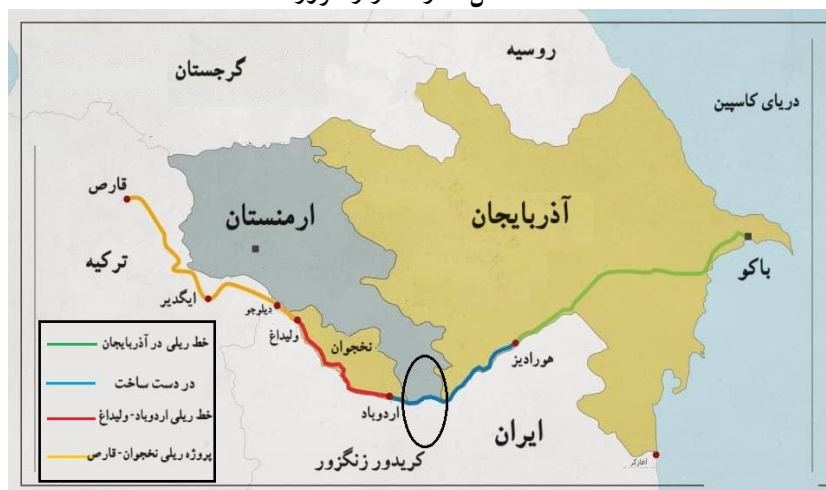 روسیه
گرجستان
دریای کاسپین
قارص
ارمنستان
آذربایجان
ترکیه
باکو
ایگدیر
دیلوجو
ولیداغ
نخجوان
هورادیز
اردوباد
ایران
کریدور زنگزور
خط ریلی در آذربایجان
در دست ساخت
خط ریلی اردوباد- ولیداغ
پروژه ریلی نخجوان- قارص